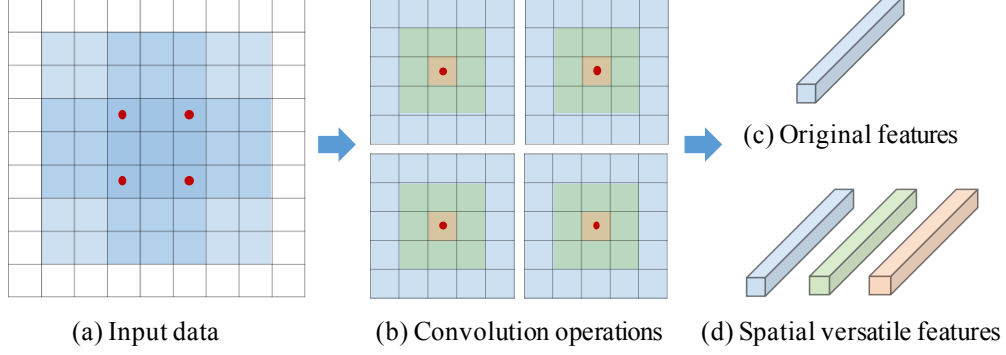 (c) Original features
(a) Input data
(b) Convolution operations
(d) Spatial versatile features